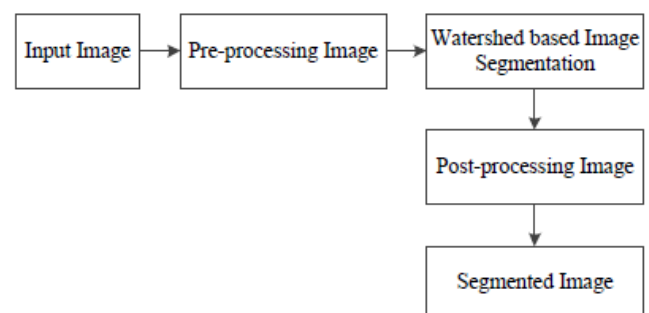 Input Image
Pre-processing Image
Watershed based Image
Segmentation
Post-processing Image
Segmented Image